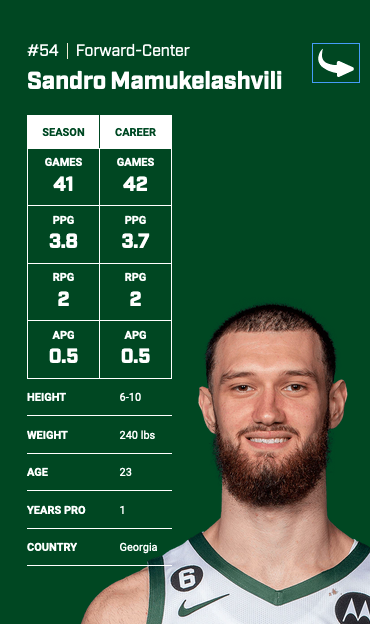 #54 | Forward-Center
Sandro Mamukelashvili
SEASON CAREER
GAMES GAMES
41 42
PPG PPG
3.8 3.7
RPG RPG
2 2
APG APG
0.5 0.5
HEIGHT 6-10
WEIGHT 240 lbs
AGE 23
YEARS PRO 1
COUNTRY Georgia
6